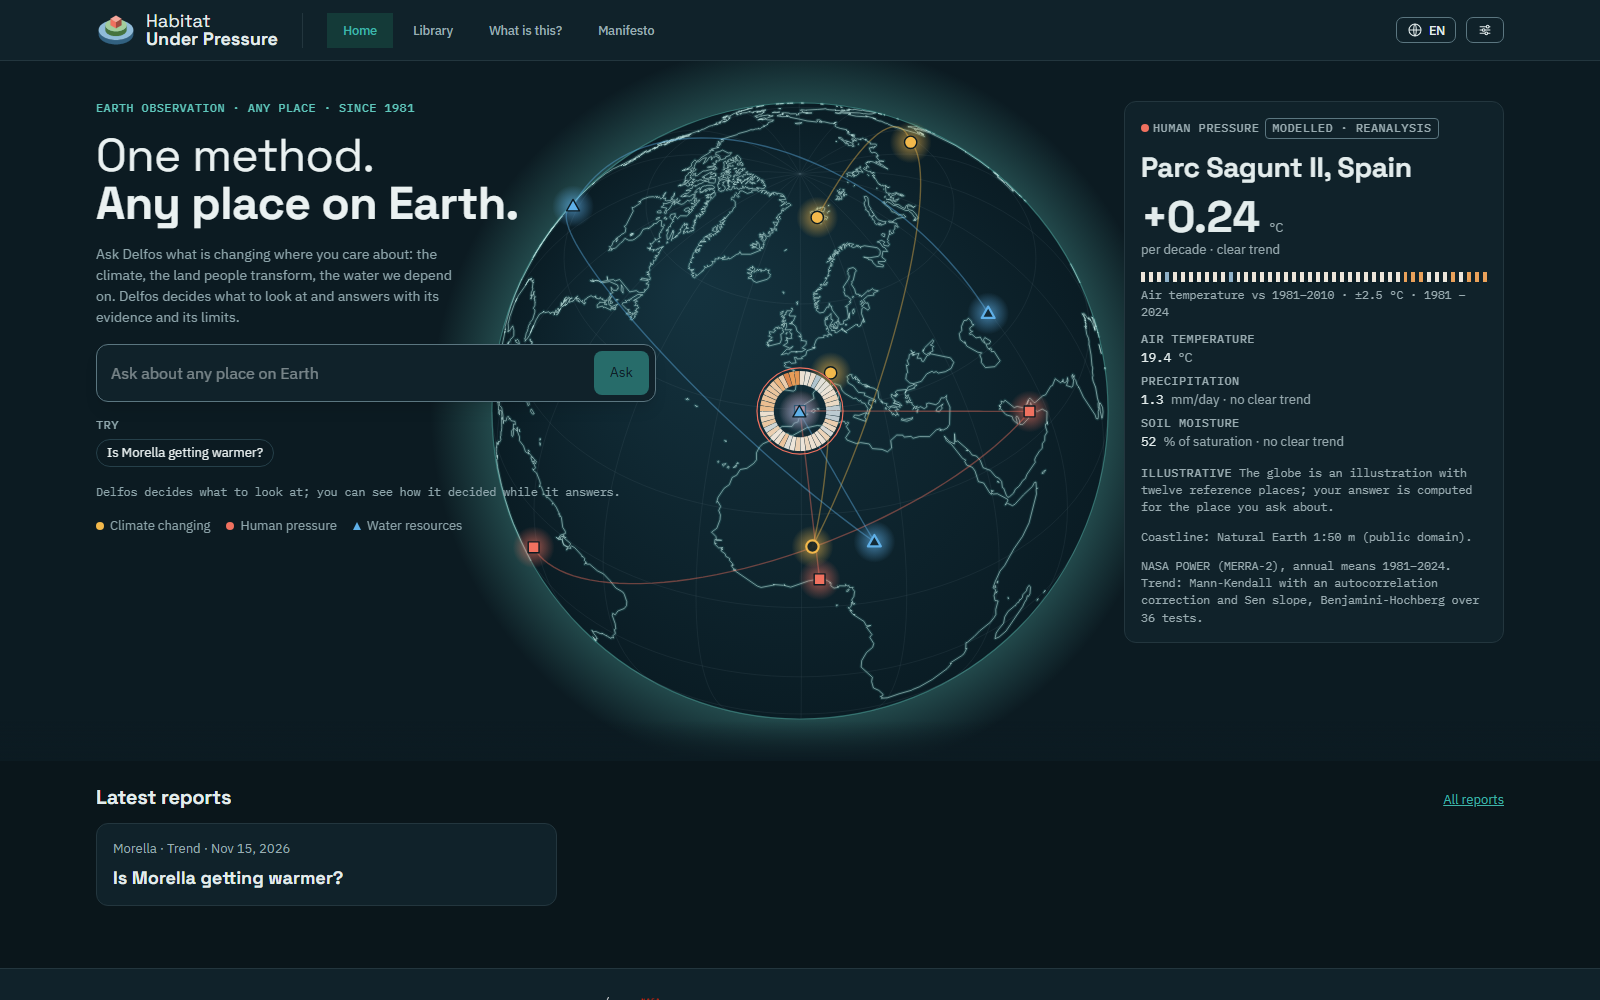 Habitat
Under Pressure
Home
Library
What is this?
Manifesto
EN
EARTH OBSERVATION · ANY PLACE · SINCE 1981
One method.
Any place on Earth.
Ask Delfos what is changing where you care about: the
climate, the land people transform, the water we depend
on. Delfos decides what to look at and answers with its
evidence and its limits.
Ask about any place on Earth
Ask
TRY
Is Morella getting warmer?
Delfos decides what to look at; you can see how it decided while it answers.
Climate changing
Human pressure
Water resources
HUMAN PRESSURE
MODELLED · REANALYSIS
Parc Sagunt II, Spain
+0.24 °C
per decade · clear trend
Air temperature vs 1981–2010 · ±2.5 °C · 1981 –
2024
AIR TEMPERATURE
19.4 °C
PRECIPITATION
1.3 mm/day · no clear trend
SOIL MOISTURE
52 % of saturation · no clear trend
ILLUSTRATIVE The globe is an illustration with
twelve reference places; your answer is computed
for the place you ask about.
Coastline: Natural Earth 1:50 m (public domain).
NASA POWER (MERRA-2), annual means 1981–2024.
Trend: Mann-Kendall with an autocorrelation
correction and Sen slope, Benjamini-Hochberg over
36 tests.
Latest reports
All reports
Morella · Trend · Nov 15, 2026
Is Morella getting warmer?